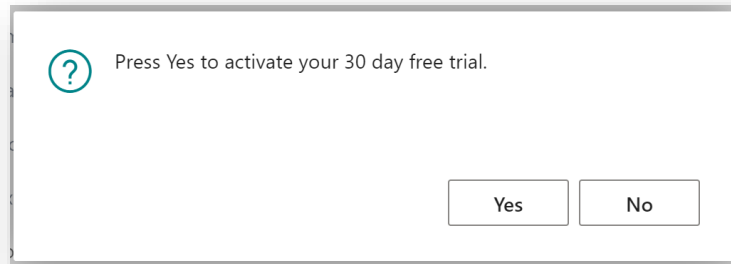 Press Yes to activate your 30 day free trial.
Yes
No